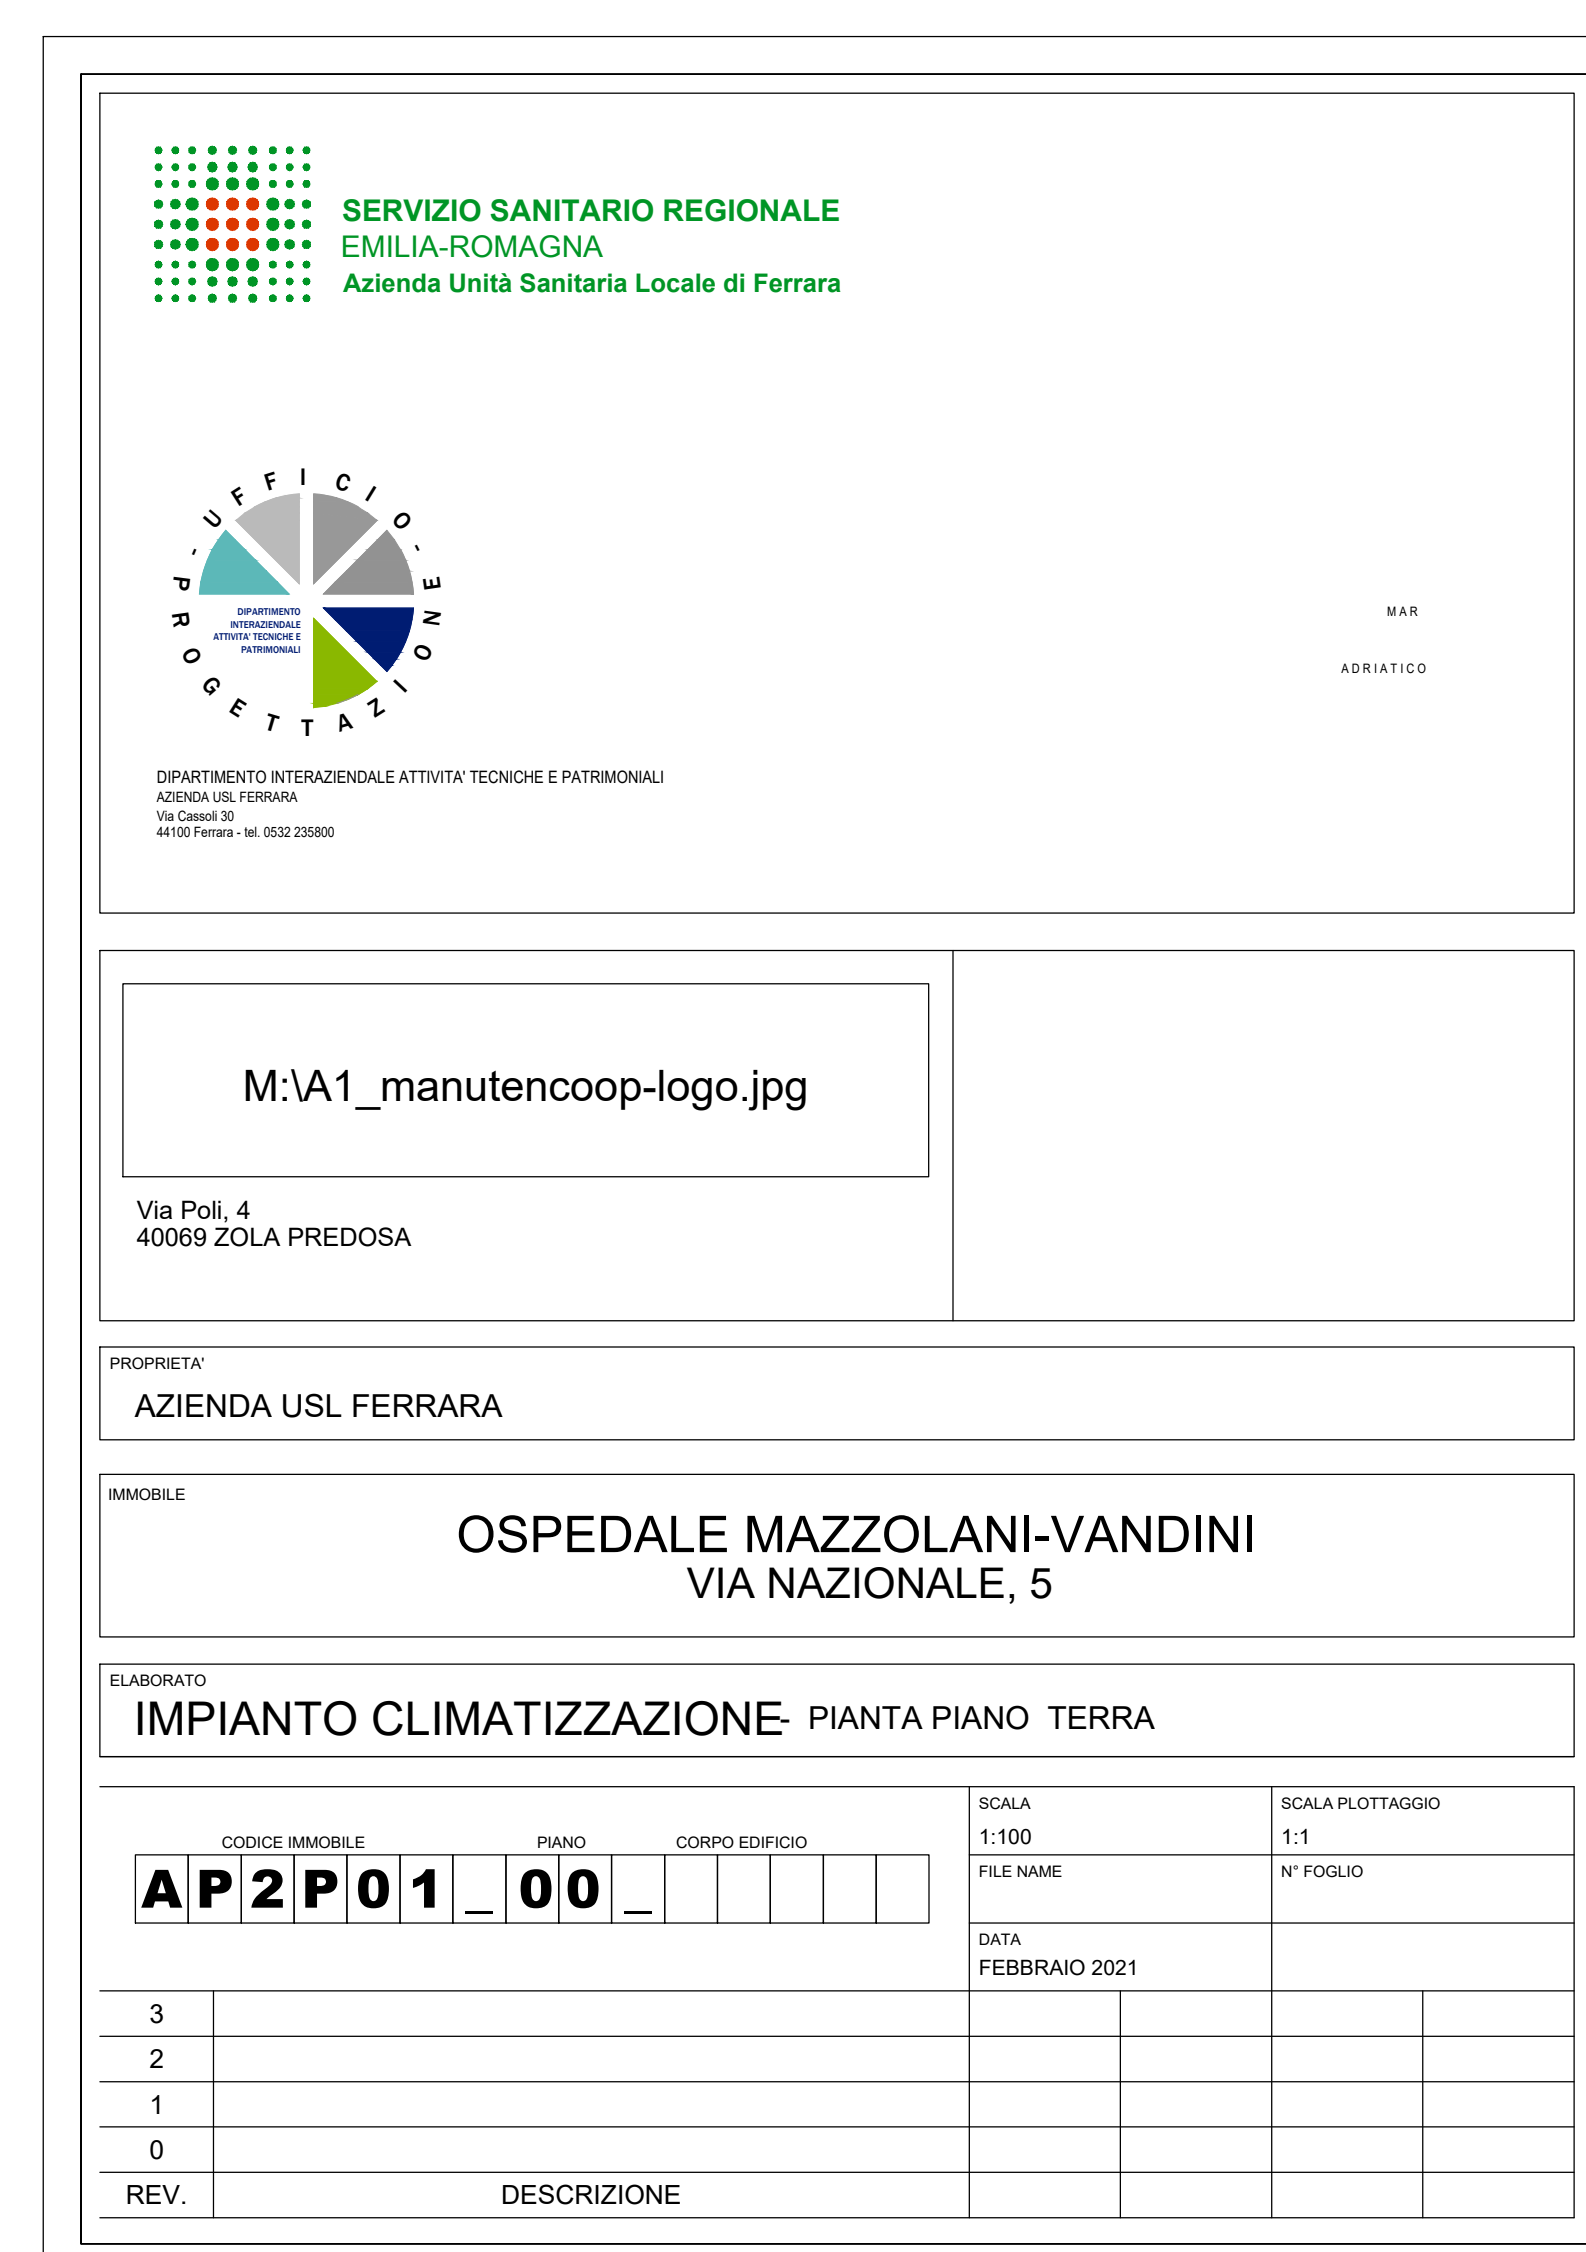 SERVIZIO SANITARIO REGIONALE
EMILIA-ROMAGNA
Azienda Unità Sanitaria Locale di Ferrara
UFFICIO - PROGETTAZIONE -
DIPARTIMENTO
INTERAZIENDALE
ATTIVITA' TECNICHE E
PATRIMONIALI
MAR
ADRIATICO
DIPARTIMENTO INTERAZIENDALE ATTIVITA' TECNICHE E PATRIMONIALI
AZIENDA USL FERRARA
Via Cassoli 30
44100 Ferrara - tel. 0532 235800
M:\A1_manutencoop-logo.jpg
Via Poli, 4
40069 ZOLA PREDOSA
PROPRIETA'
AZIENDA USL FERRARA
IMMOBILE
OSPEDALE MAZZOLANI-VANDINI
VIA NAZIONALE, 5
ELABORATO
IMPIANTO CLIMATIZZAZIONE- PIANTA PIANO TERRA
CODICE IMMOBILE PIANO CORPO EDIFICIO
AP2P01_00_
SCALA
1:100
SCALA PLOTTAGGIO
1:1
FILE NAME
N° FOGLIO
DATA
FEBBRAIO 2021
3
2
1
0
REV. DESCRIZIONE